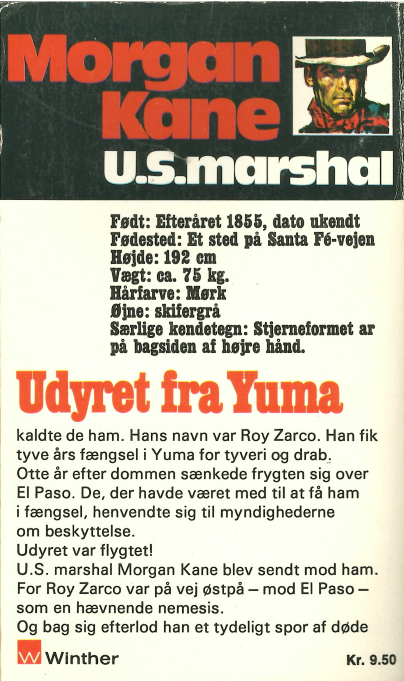 Morgan
Kane
U.S.marshal
Født: Efteråret 1855, dato ukendt
Fødested: Et sted på Santa Fé-vejen
Højde: 192 cm
Vægt: ca. 75 kg.
Hårfarve: Mørk
Øjne: skifergrå
Særlige kendetegn: Stjerneformet ar
på bagsiden af højre hånd.
Udyret fra Yuma
kaldte de ham. Hans navn var Roy Zarco. Han fik
tyve års fængsel i Yuma for tyveri og drab.
Otte år efter dommen sænkede frygten sig over
El Paso. De, der havde været med til at få ham
i fængsel, henvendte sig til myndighederne
om beskyttelse.
Udyret var flygtet!
U.S. marshal Morgan Kane blev sendt mod ham.
For Roy Zarco var på vej østpå – mod El Paso –
som en hævnende nemesis.
Og bag sig efterlod han et tydeligt spor af døde
W Winther
Kr. 9.50